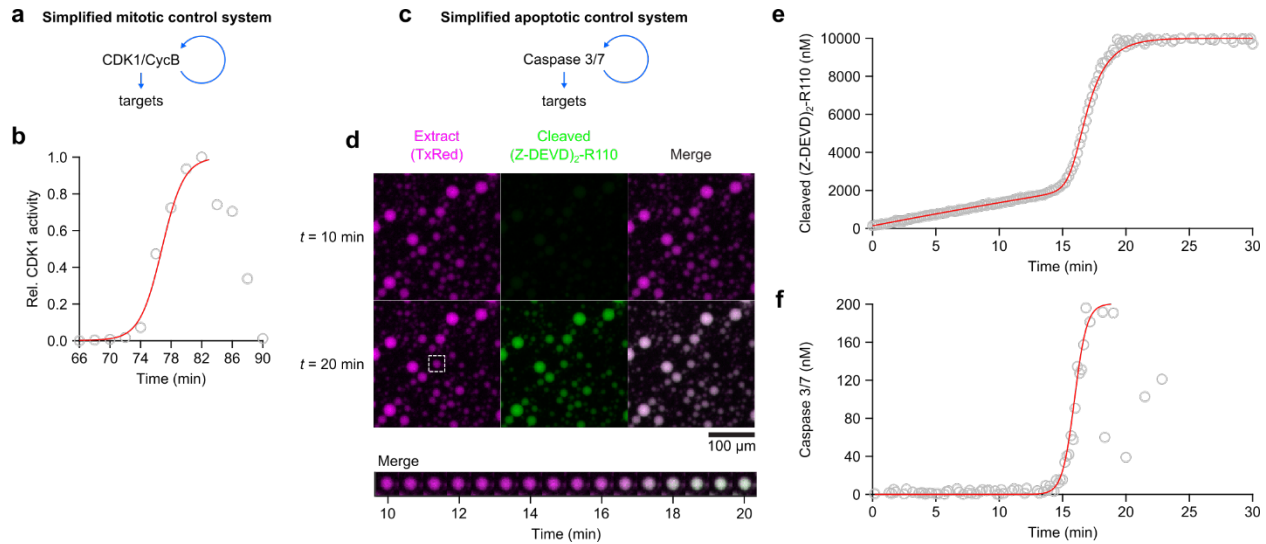 a Simplified mitotic control system
CDK1/CycB
targets
b
Rel. CDK1 activity
1.0
0.8
0.6
0.4
0.2
0.0
66 70 74 78 82 86 90
Time (min)
c Simplified apoptotic control system
Caspase 3/7
targets
d
Extract
(TxRed)
Cleaved
(Z-DEVD)2-R110
Merge
t = 10 min
t = 20 min
100 µm
Merge
10 12 14 16 18 20
Time (min)
e
Cleaved (Z-DEVD)2-R110 (nM)
10000
8000
6000
4000
2000
0
0 5 10 15 20 25 30
Time (min)
f
Caspase 3/7 (nM)
200
160
120
80
40
0
0 5 10 15 20 25 30
Time (min)